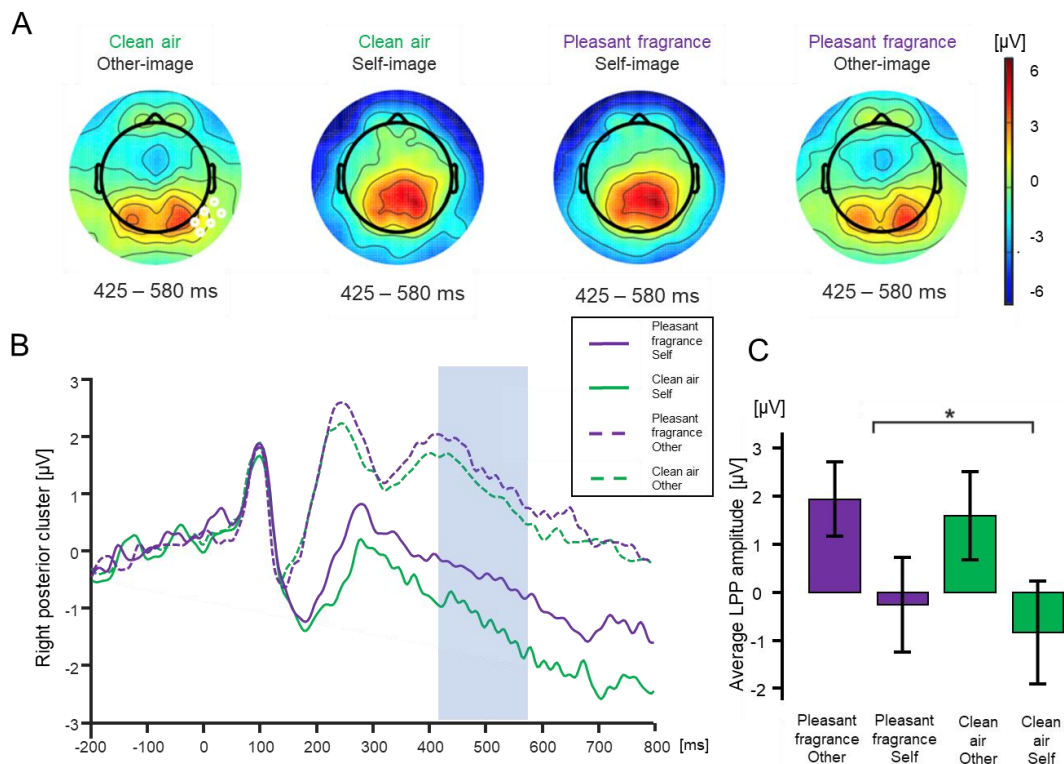 A
Clean air
Other-image
Clean air
Self-image
Pleasant fragrance
Self-image
Pleasant fragrance
Other-image
[µV]
6
3
0
-3
-6
425 – 580 ms
425 – 580 ms
425 – 580 ms
425 – 580 ms
B
Right posterior cluster [µV]
3
2
1
0
-1
-2
-3
-200
-100
0
100
200
300
400
500
600
700
800
[ms]
Pleasant
fragrance
Self
Clean air
Self
Pleasant
fragrance
Other
Clean air
Other
C
[µV]
Average LPP amplitude
3
2
1
0
-1
-2
*
Pleasant
fragrance
Other
Pleasant
fragrance
Self
Clean
air
Other
Clean
air
Self